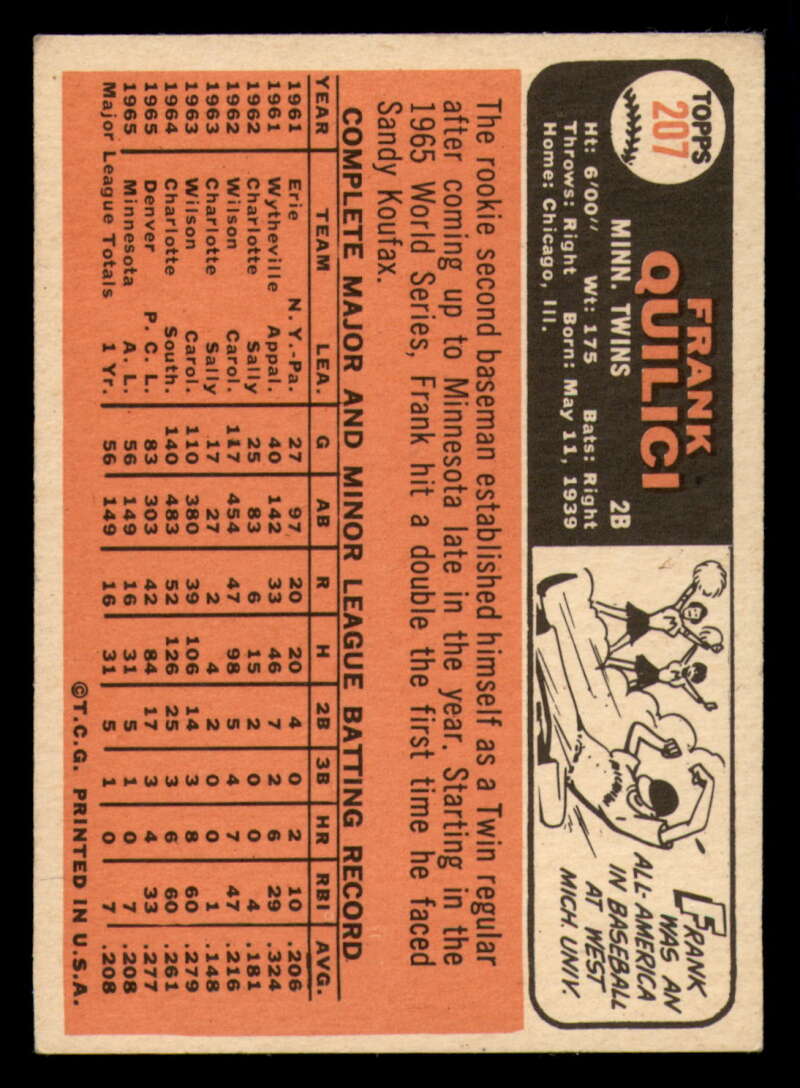 TOPPS
207
FRANK
QUILICI
MINN. TWINS 2B
Ht: 6'00" Wt: 175 Bats: Right
Throws: Right Born: May 11, 1939
Home: Chicago, Ill.
FRANK
WAS AN
ALL-AMERICA
IN BASEBALL
AT WEST
MICH. UNIV.
The rookie second baseman established himself as a Twin regular
after coming up to Minnesota late in the year. Starting in the
1965 World Series, Frank hit a double the first time he faced
Sandy Koufax.
COMPLETE MAJOR AND MINOR LEAGUE BATTING RECORD
YEAR TEAM LEA. G AB R H 2B 3B HR RBI AVG.
1961 Erie N.Y.-Pa. 27 97 20 20 4 0 2 10 .206
1961 Wytheville Appal. 40 142 33 46 7 2 6 29 .324
1962 Charlotte Sally 25 83 6 15 2 0 0 4 .181
1962 Wilson Carol. 117 454 47 98 5 4 7 47 .216
1963 Charlotte Sally 17 27 2 4 2 0 0 1 .148
1963 Wilson Carol. 110 380 39 106 14 3 8 60 .279
1964 Charlotte South. 140 483 52 126 25 3 6 60 .261
1965 Denver P.C.L. 83 303 42 84 17 3 4 33 .277
1965 Minnesota A.L. 56 149 16 31 5 1 0 7 .208
Major League Totals 1 Yr. 56 149 16 31 5 1 0 7 .208
©T.C.G. PRINTED IN U.S.A.